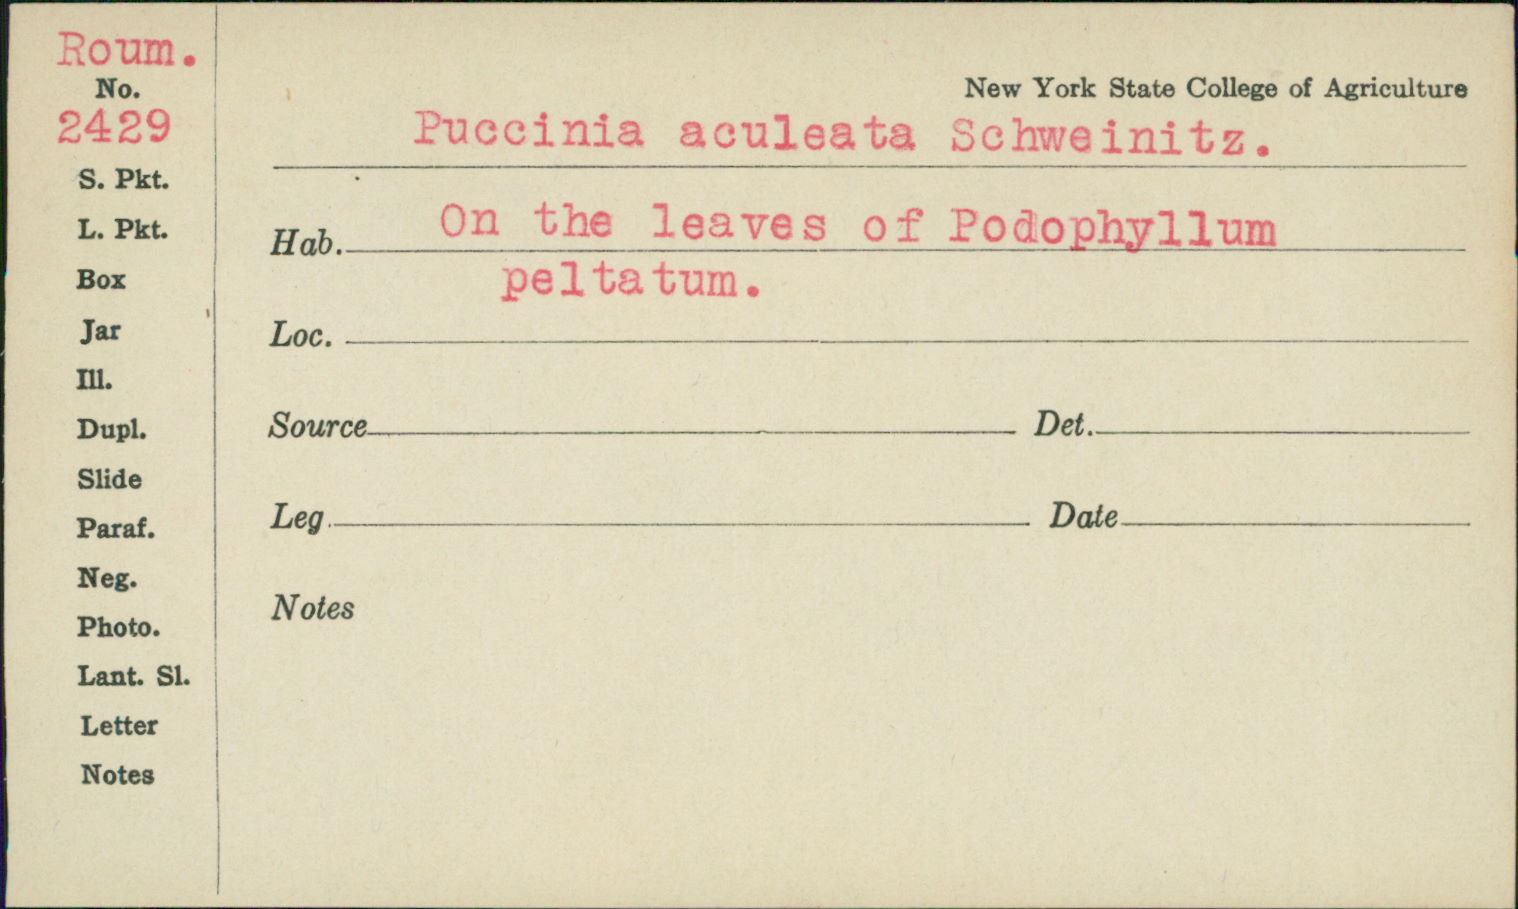 Roum.
No.
2429
S. Pkt.
L. Pkt.
Box
Jar
Ill.
Dupl.
Slide
Paraf.
Neg.
Photo.
Lant. Sl.
Letter
Notes
New York State College of Agriculture
Puccinia aculeata Schweinitz.
Hab. On the leaves of Podophyllum
peltatum.
Loc.
Source Det.
Leg. Date
Notes